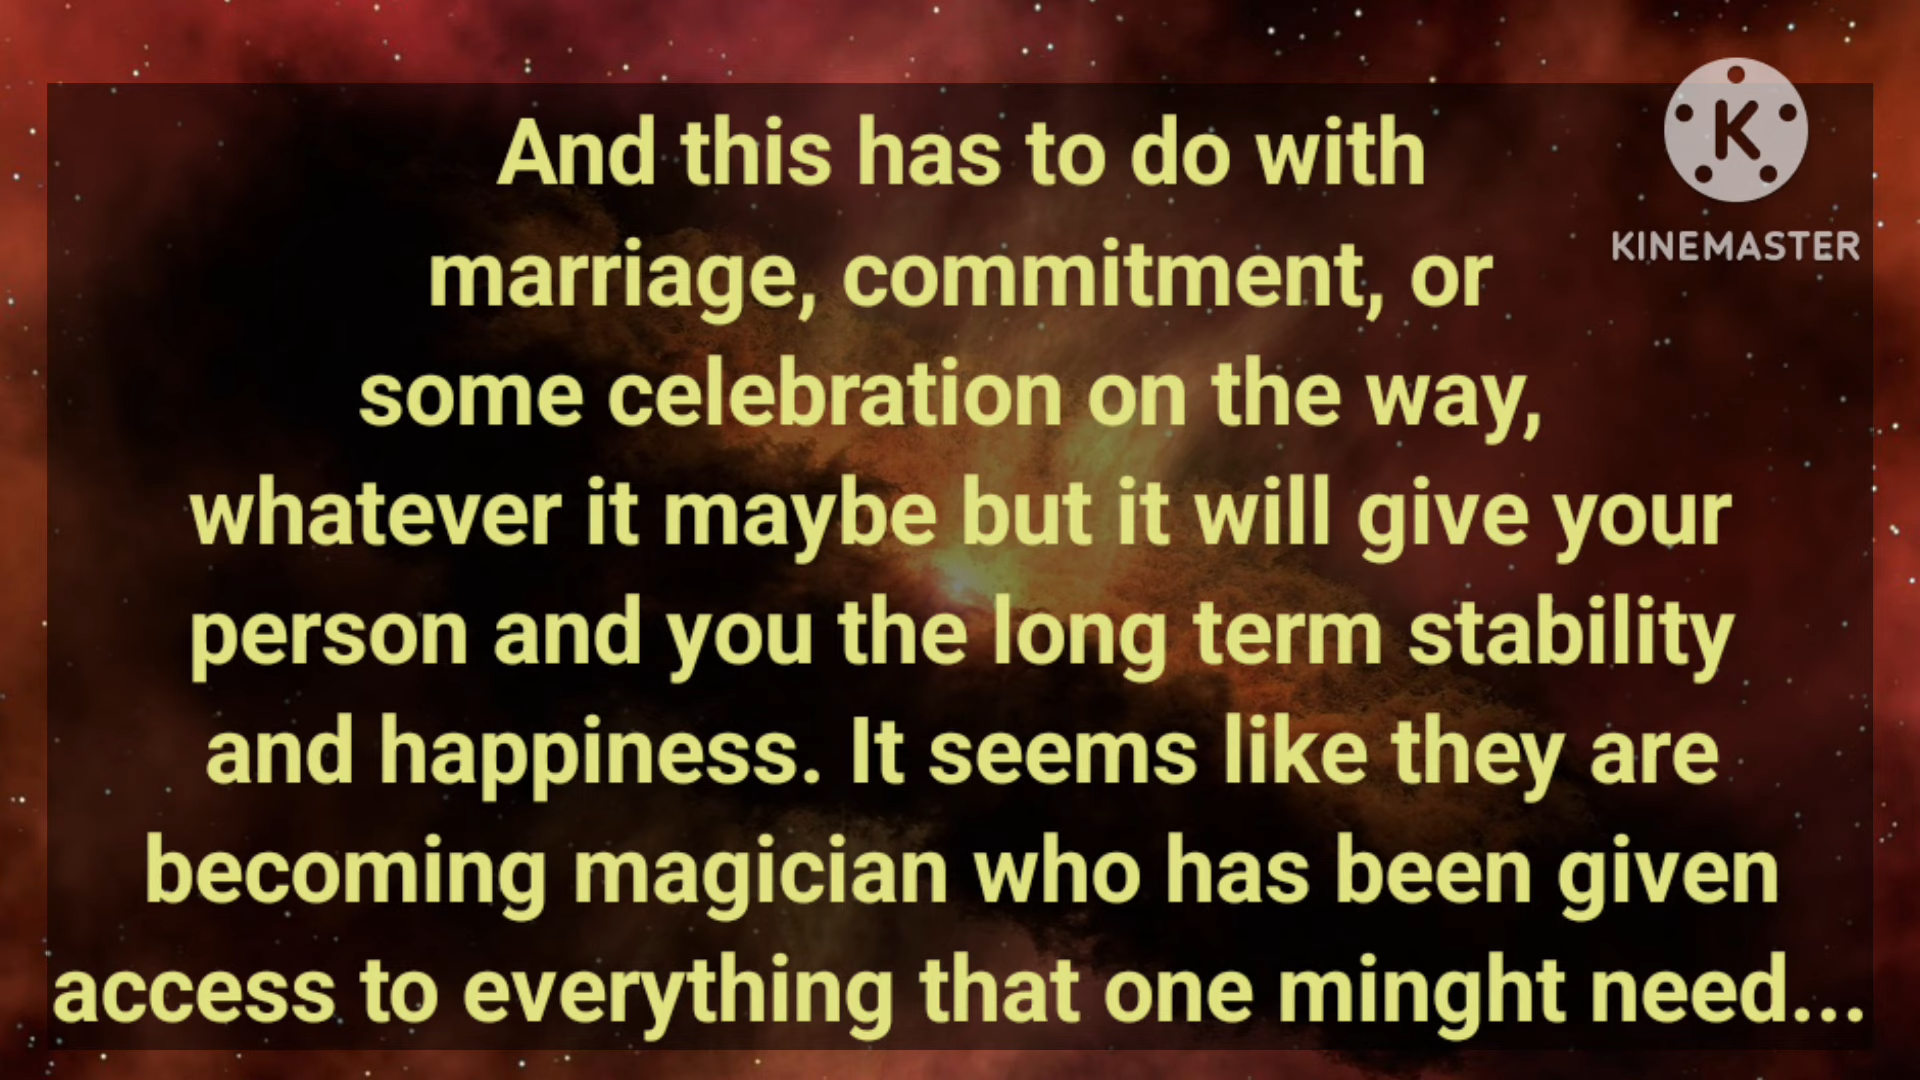 And this has to do with
marriage, commitment, or
some celebration on the way,
whatever it maybe but it will give your
person and you the long term stability
and happiness. It seems like they are
becoming magician who has been given
access to everything that one minght need...
K
KINEMASTER